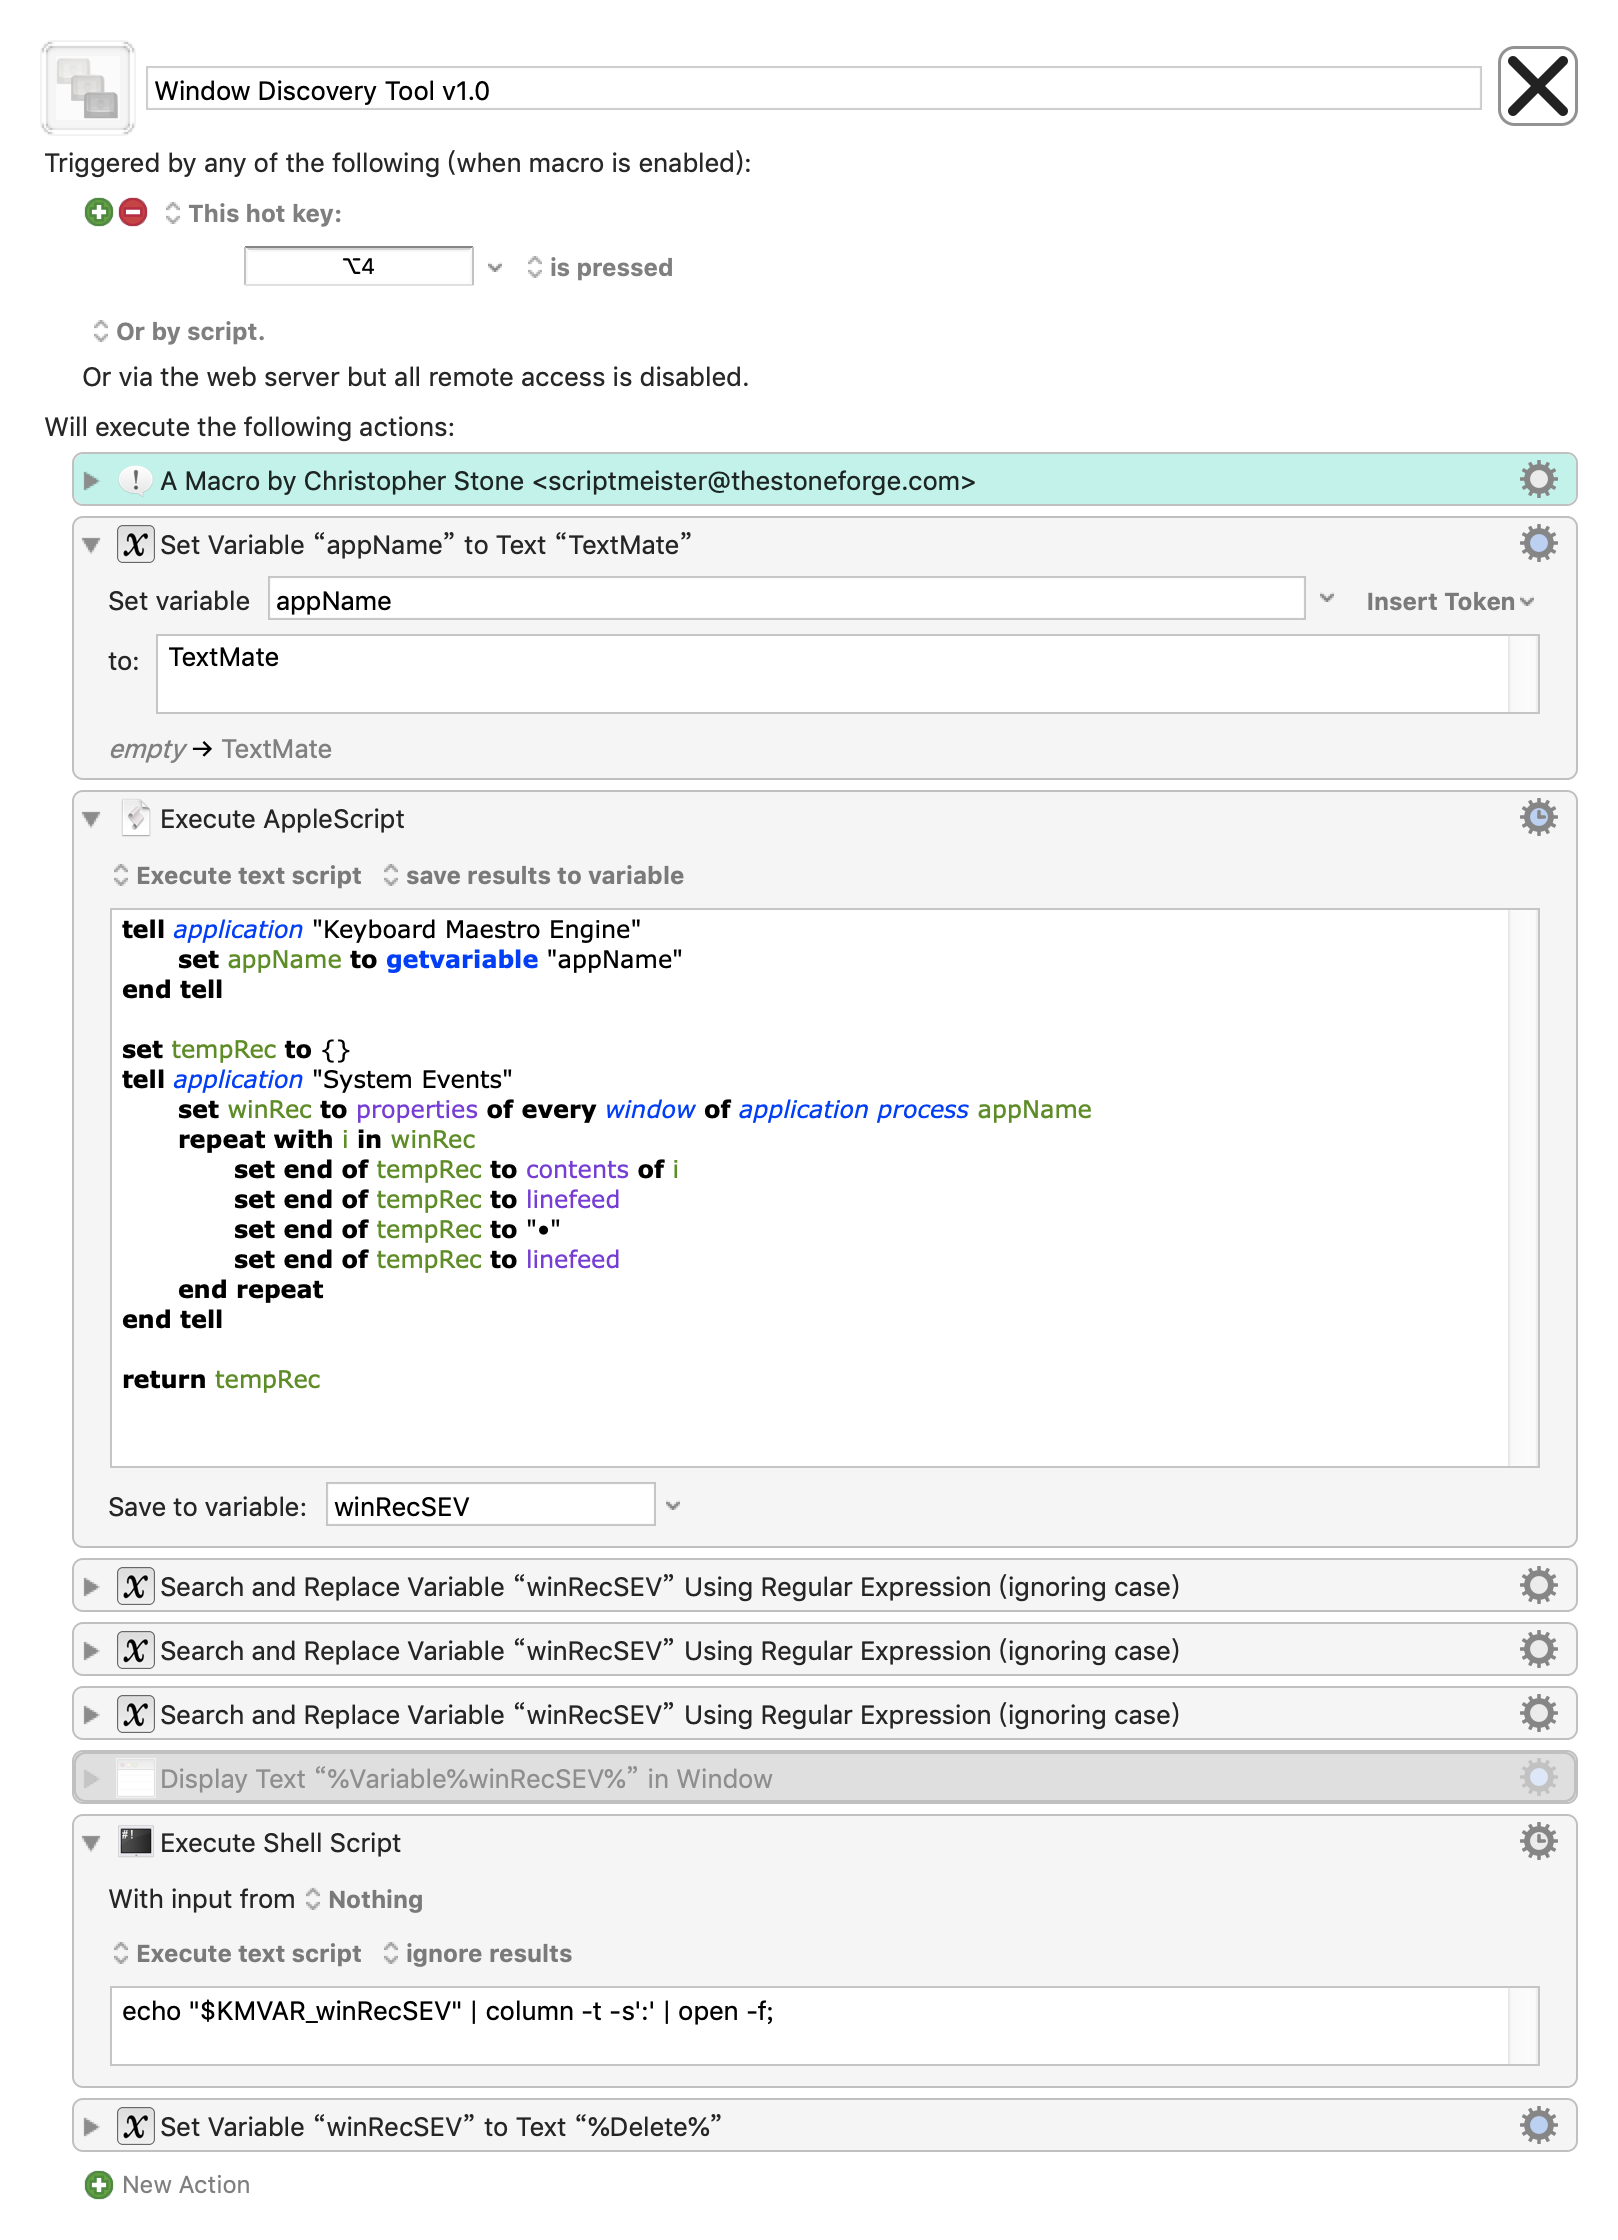 Window Discovery Tool v1.0
Triggered by any of the following (when macro is enabled):
This hot key:
⌥4 is pressed
Or by script.
Or via the web server but all remote access is disabled.
Will execute the following actions:
A Macro by Christopher Stone <scriptmeister@thestoneforge.com>
Set Variable “appName” to Text “TextMate”
Set variable appName Insert Token
to: TextMate
empty → TextMate
Execute AppleScript
Execute text script save results to variable
tell application "Keyboard Maestro Engine"
set appName to getvariable "appName"
end tell
set tempRec to {}
tell application "System Events"
set winRec to properties of every window of application process appName
repeat with i in winRec
set end of tempRec to contents of i
set end of tempRec to linefeed
set end of tempRec to "•"
set end of tempRec to linefeed
end repeat
end tell
return tempRec
Save to variable: winRecSEV
Search and Replace Variable “winRecSEV” Using Regular Expression (ignoring case)
Search and Replace Variable “winRecSEV” Using Regular Expression (ignoring case)
Search and Replace Variable “winRecSEV” Using Regular Expression (ignoring case)
Display Text “%Variable%winRecSEV%” in Window
Execute Shell Script
With input from Nothing
Execute text script ignore results
echo "$KMVAR_winRecSEV" | column -t -s':' | open -f;
Set Variable “winRecSEV” to Text “%Delete%”
New Action